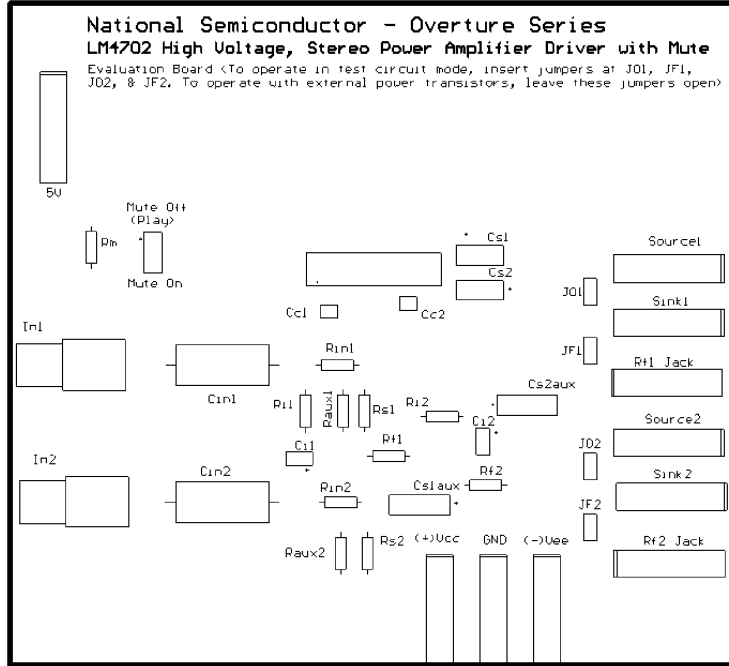 National Semiconductor - Overture Series
LM4702 High Voltage, Stereo Power Amplifier Driver with Mute
Evaluation Board (To operate in test circuit mode, insert jumpers at JO1, JF1,
JO2, & JF2. To operate with external power transistors, leave these jumpers open)
5V
Mute Off
(Play)
Rm
Mute On
Cs1
Source1
Cs2
JO1
Sink1
Cc1
Cc2
In1
Rin1
JF1
Rf1 Jack
Cs2aux
Cin1
Ri1
Raux1
Rs1
Ri2
Source2
Ci2
Ci1
Rf1
JO2
In2
Cin2
Rf2
Sink2
Rin2
Cs1aux
JF2
Raux2
Rs2
(+)Vcc
GND
(-)Vee
Rf2 Jack